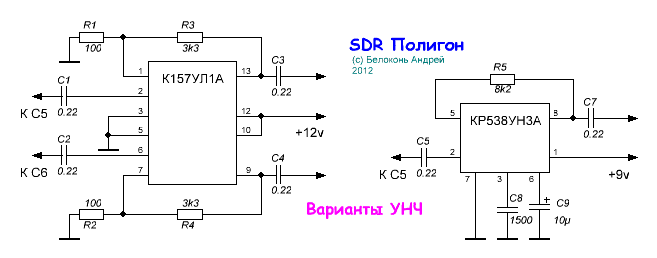 R1
100
R3
3k3
SDR Полигон
(с) Белоконь Андрей
2012
1
К157УЛ1А
13
C3
0.22
R5
8k2
C1
0.22
2
К C5
3
5
12
10
+12v
5
КР538УН3А
8
C7
0.22
C2
0.22
6
К C6
C5
0.22
2
1
К C5
+9v
7
9
C4
0.22
100
R2
3k3
R4
Варианты УНЧ
7
3
6
C8
1500
+
C9
10μ